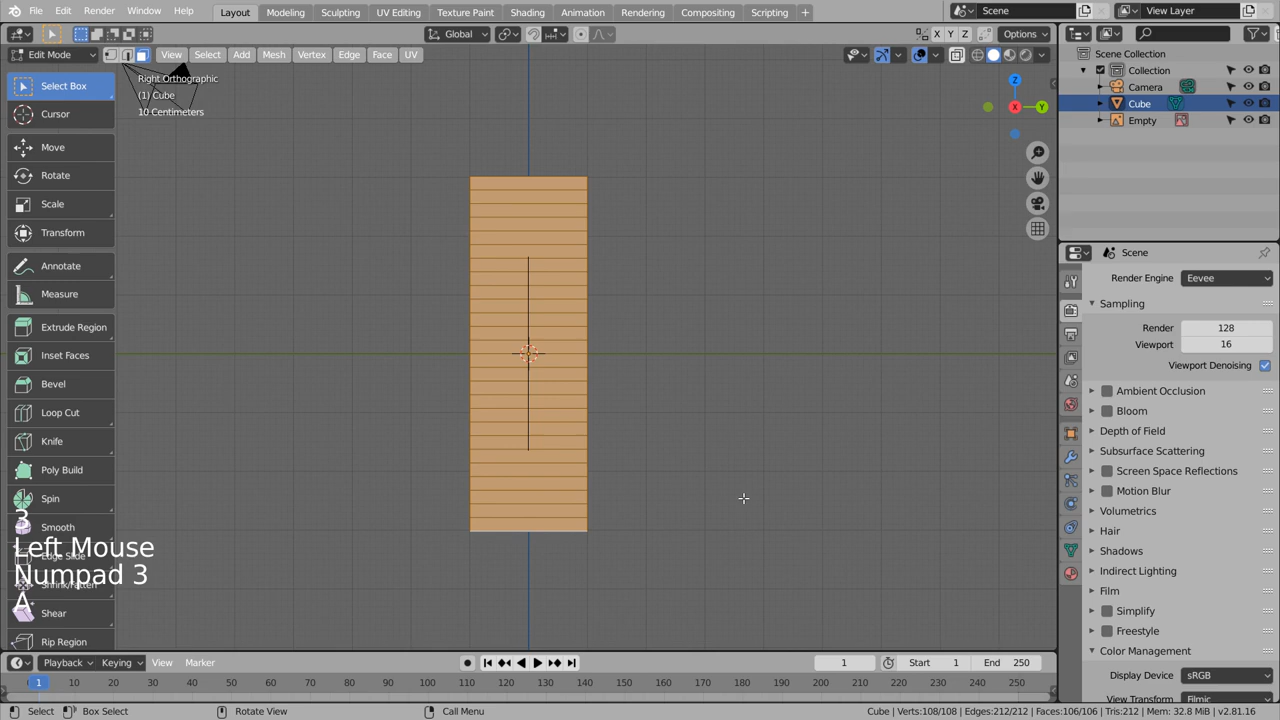 File Edit Render Window Help Layout Modeling Sculpting UV Editing Texture Paint Shading Animation Rendering Compositing Scripting + Scene View Layer
Global X Y Z Options
Edit Mode View Select Add Mesh Vertex Edge Face UV
Right Orthographic
(1) Cube
10 Centimeters
Z
X
Y
Select Box
Cursor
Move
Rotate
Scale
Transform
Annotate
Measure
Extrude Region
Inset Faces
Bevel
Loop Cut
Knife
Poly Build
Spin
Smooth
Edge Slide
Shrink/Fatten
Shear
Rip Region
3
Left Mouse
Numpad 3
A
Scene Collection
Collection
Camera
Cube
Empty
Scene
Render Engine Eevee
Sampling
Render 128
Viewport 16
Viewport Denoising
Ambient Occlusion
Bloom
Depth of Field
Subsurface Scattering
Screen Space Reflections
Motion Blur
Volumetrics
Hair
Shadows
Indirect Lighting
Film
Simplify
Freestyle
Color Management
Display Device sRGB
View Transform Filmic
Playback Keying View Marker 1 Start 1 End 250
1 10 20 30 40 50 60 70 80 90 100 110 120 130 140 150 160 170 180 190 200 210 220 230 240 250
Select Box Select Rotate View Call Menu Cube | Verts:108/108 | Edges:212/212 | Faces:106/106 | Tris:212 | Mem: 32.8 MiB | v2.81.16